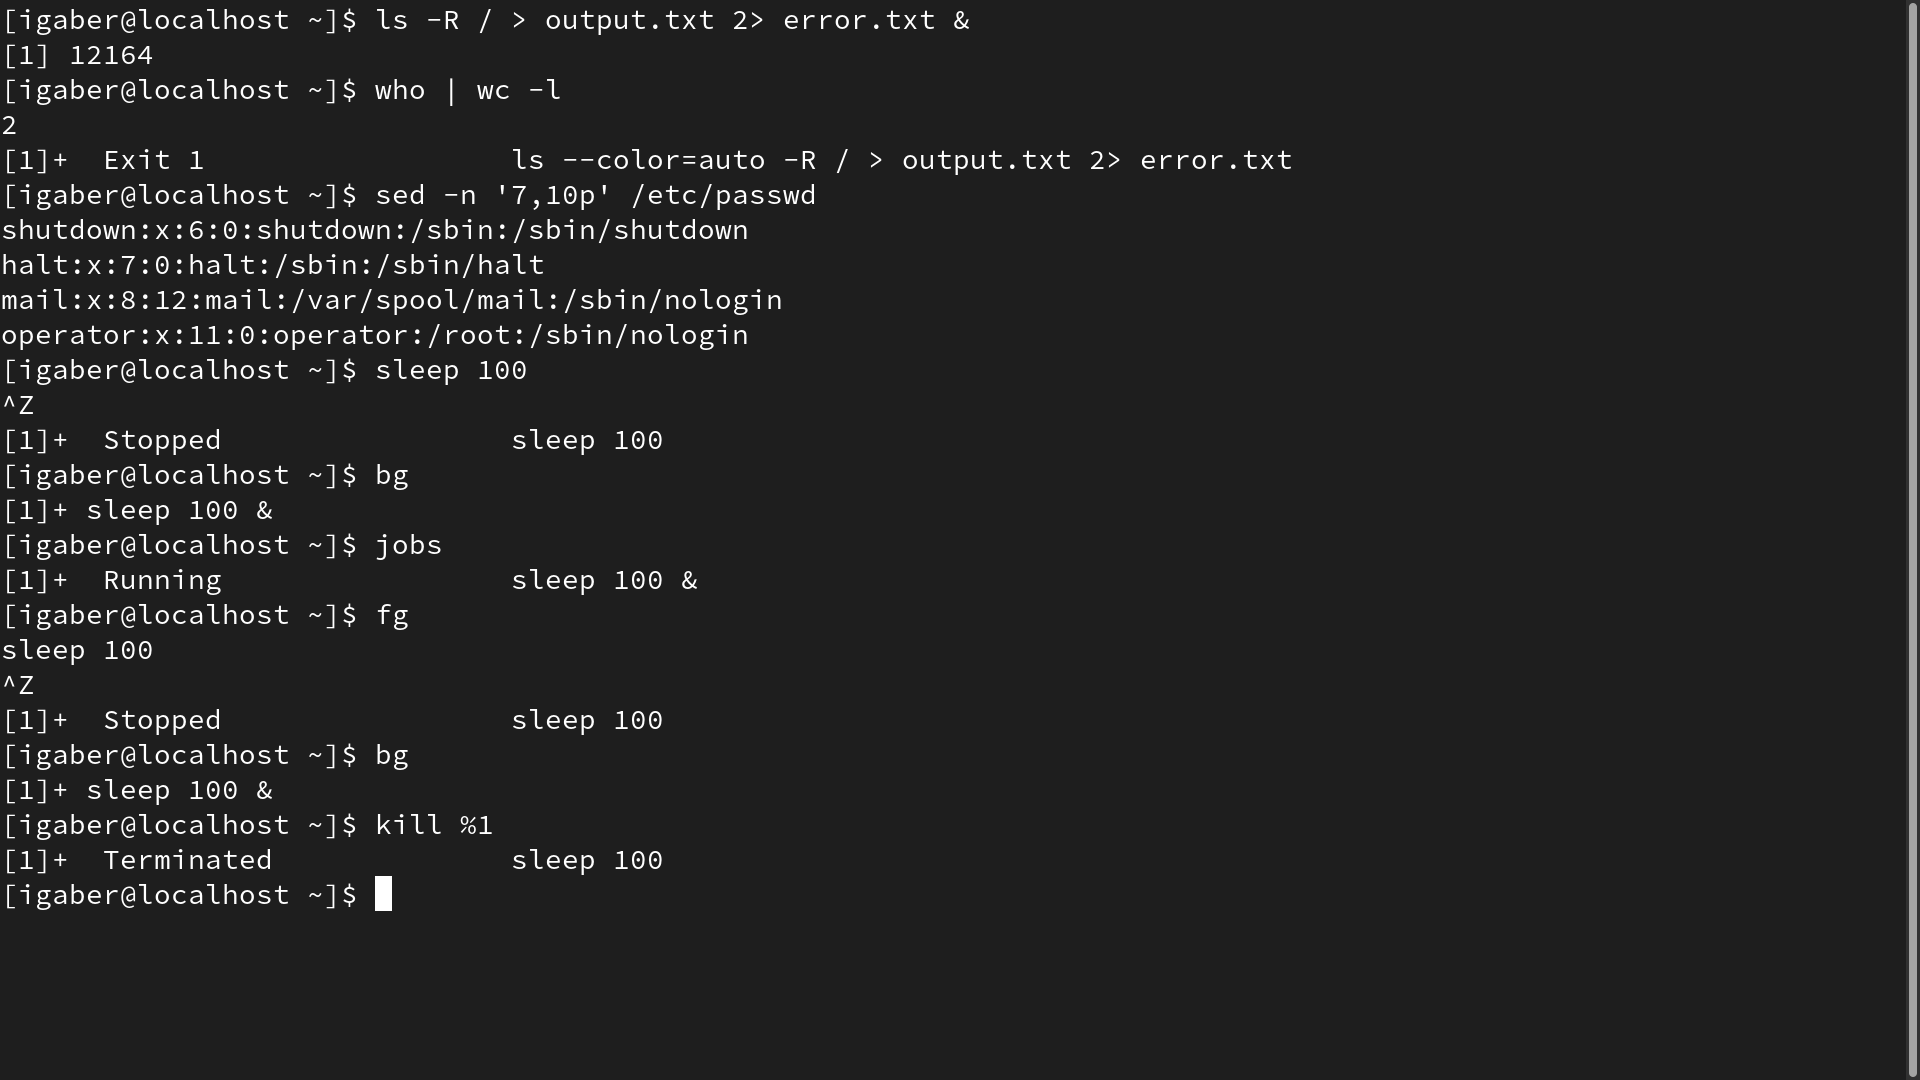 [igaber@localhost ~]$ ls -R / > output.txt 2> error.txt &
[1] 12164
[igaber@localhost ~]$ who | wc -l
2
[1]+  Exit 1                  ls --color=auto -R / > output.txt 2> error.txt
[igaber@localhost ~]$ sed -n '7,10p' /etc/passwd
shutdown:x:6:0:shutdown:/sbin:/sbin/shutdown
halt:x:7:0:halt:/sbin:/sbin/halt
mail:x:8:12:mail:/var/spool/mail:/sbin/nologin
operator:x:11:0:operator:/root:/sbin/nologin
[igaber@localhost ~]$ sleep 100
^Z
[1]+  Stopped                 sleep 100
[igaber@localhost ~]$ bg
[1]+ sleep 100 &
[igaber@localhost ~]$ jobs
[1]+  Running                 sleep 100 &
[igaber@localhost ~]$ fg
sleep 100
^Z
[1]+  Stopped                 sleep 100
[igaber@localhost ~]$ bg
[1]+ sleep 100 &
[igaber@localhost ~]$ kill %1
[1]+  Terminated              sleep 100
[igaber@localhost ~]$